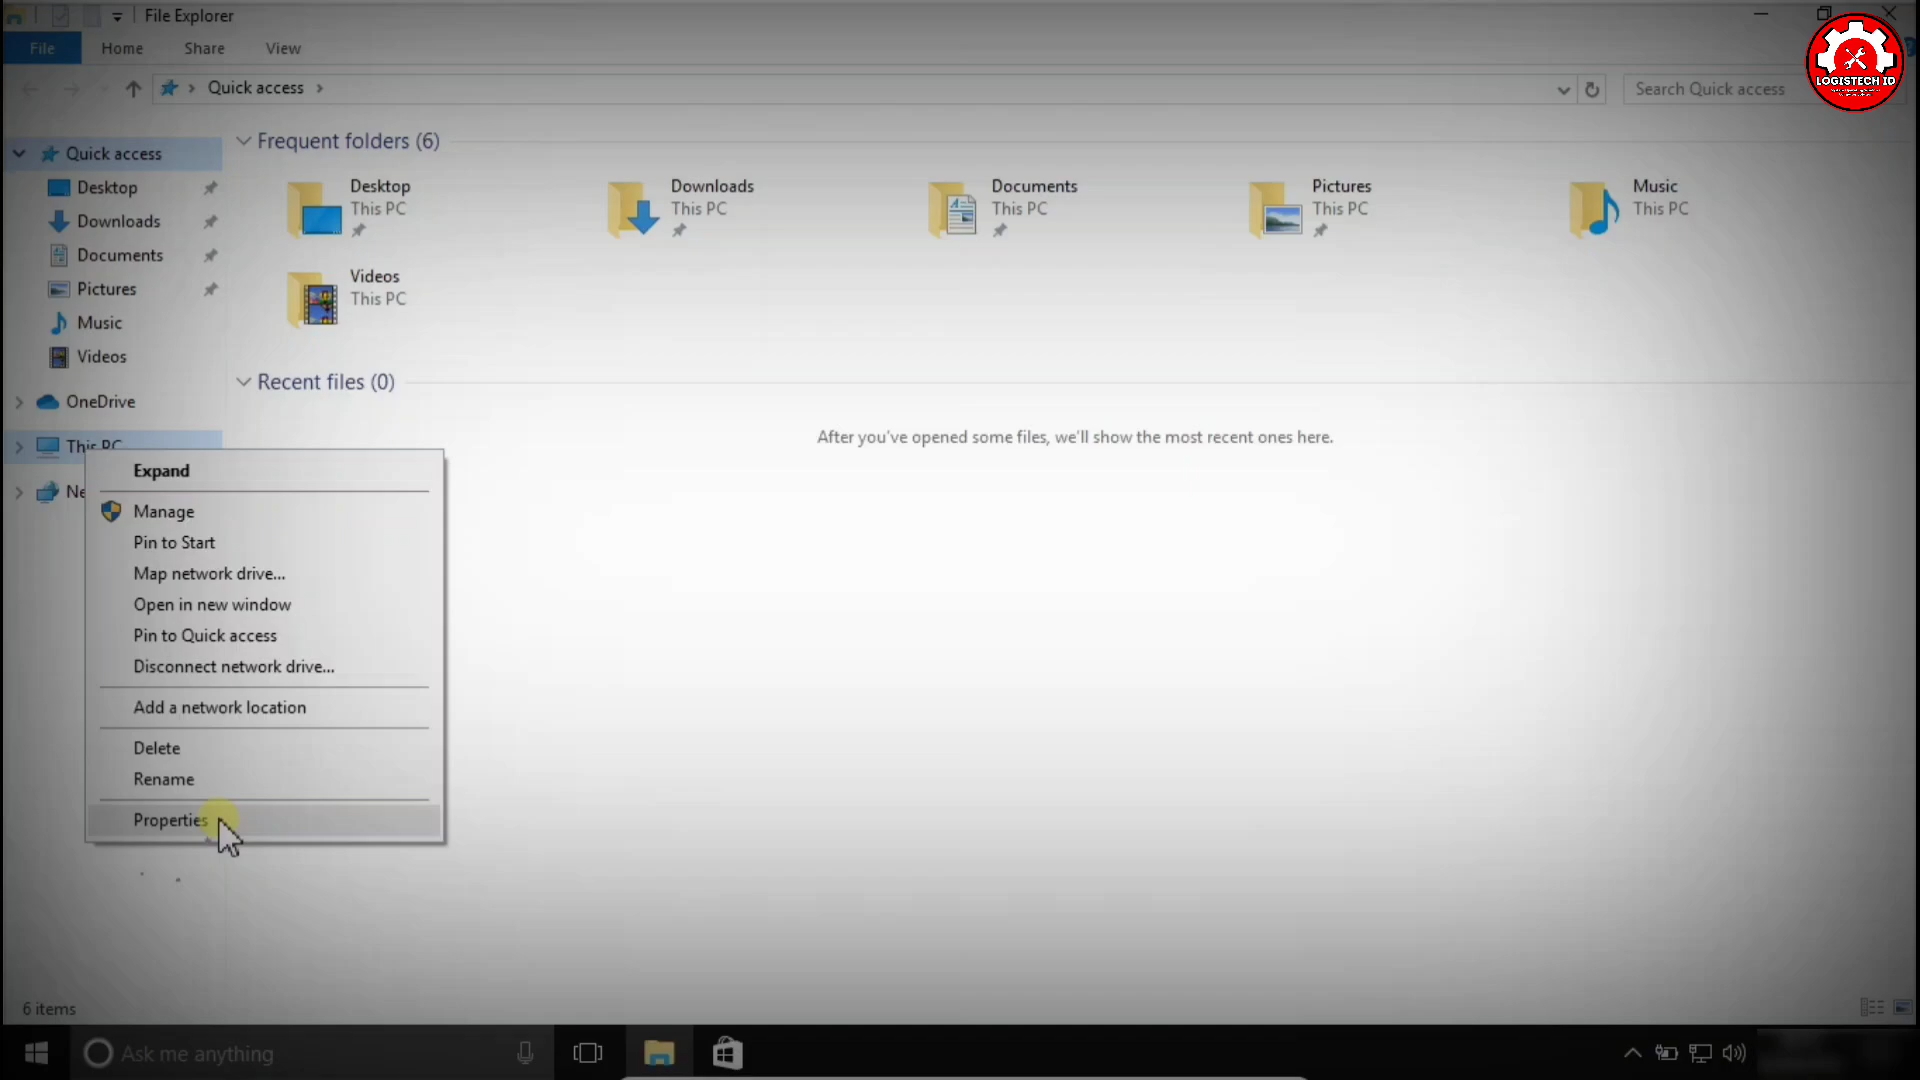 File Explorer
File
Home
Share
View
Quick access
Search Quick access
LOGISTECH ID
Quick access
Desktop
Downloads
Documents
Pictures
Music
Videos
OneDrive
This PC
Ne
Frequent folders (6)
Desktop
This PC
Downloads
This PC
Documents
This PC
Pictures
This PC
Music
This PC
Videos
This PC
Recent files (0)
After you've opened some files, we'll show the most recent ones here.
Expand
Manage
Pin to Start
Map network drive...
Open in new window
Pin to Quick access
Disconnect network drive...
Add a network location
Delete
Rename
Properties
6 items
Ask me anything